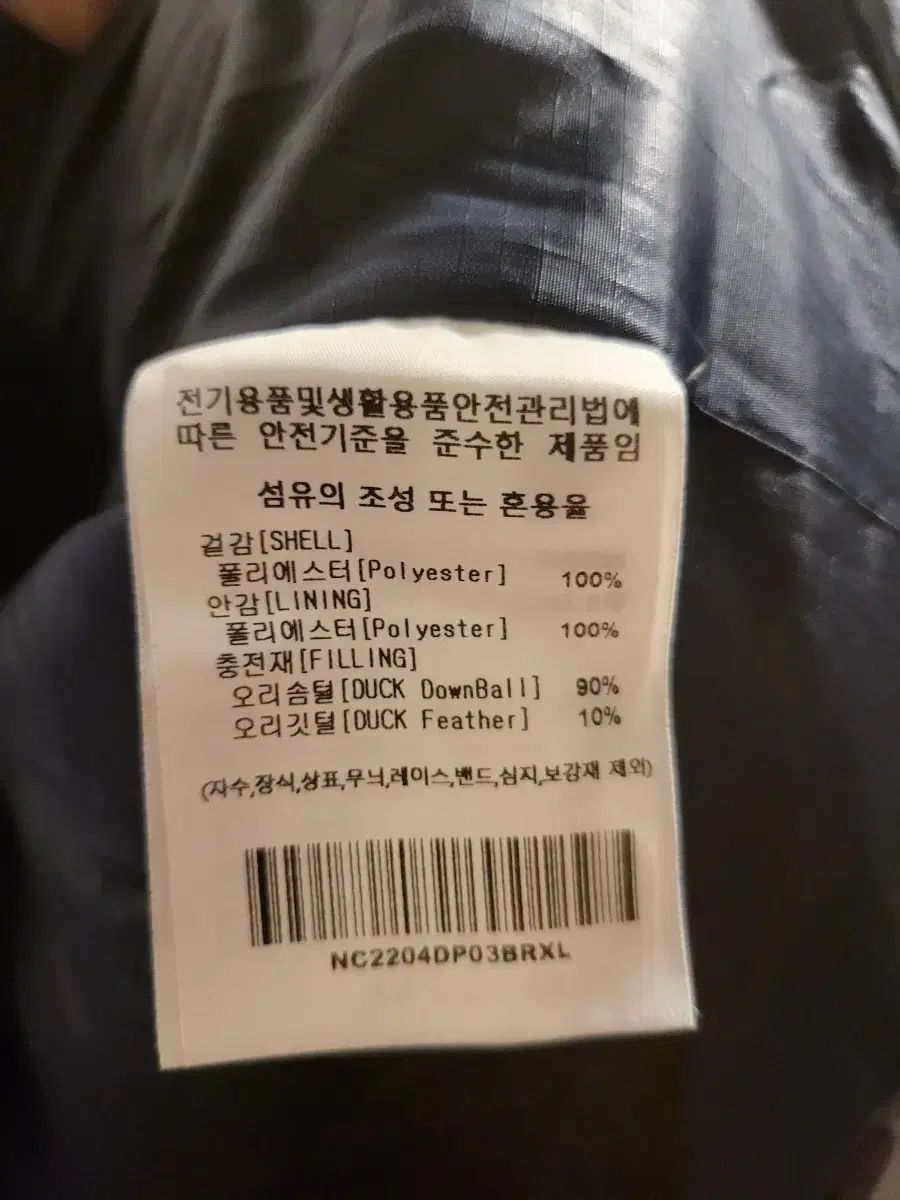 전기용품및생활용품안전관리법에
따른 안전기준을 준수한 제품임
섬유의 조성 또는 혼용율
겉감[SHELL]
폴리에스터[Polyester] 100%
안감[LINING]
폴리에스터[Polyester] 100%
충전재[FILLING]
오리솜털[DUCK DownBall] 90%
오리깃털[DUCK Feather] 10%
(자수,장식,상표,무늬,레이스,밴드,심지,보강재 제외)
NC2204DP03BRXL